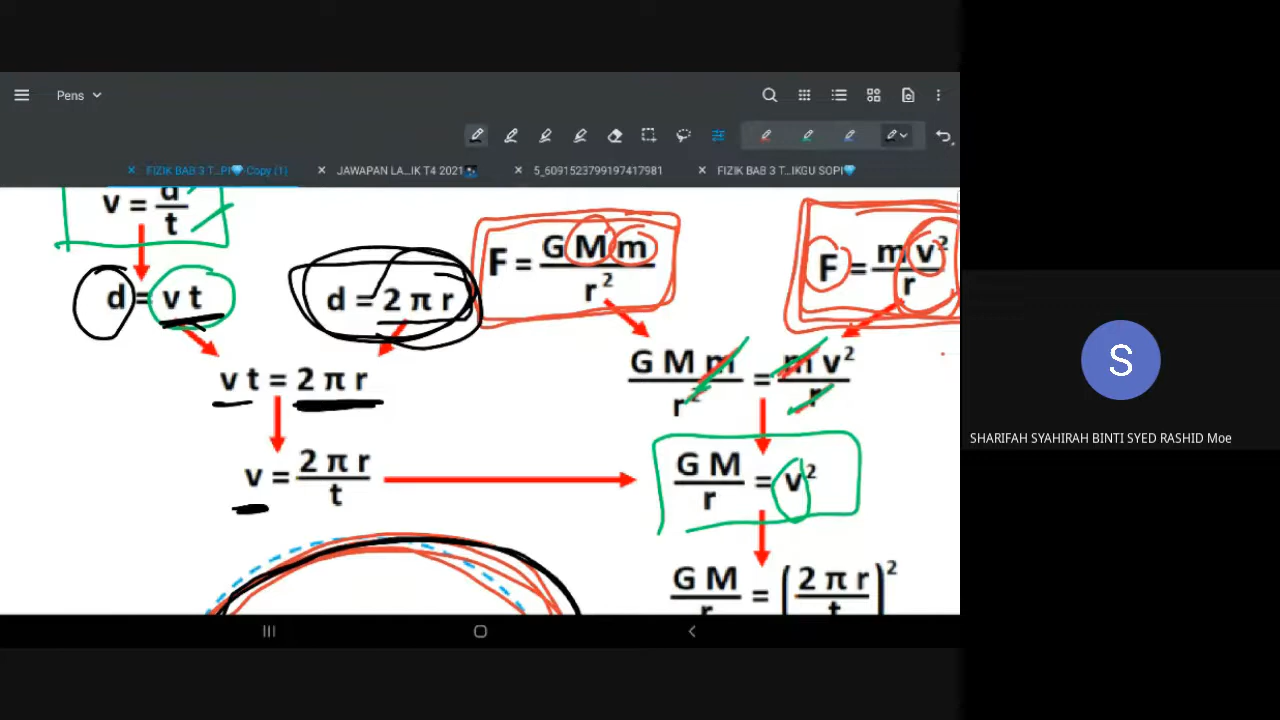 Pens
FIZIK BAB 3 T...PI💎 Copy (1)
JAWAPAN LA...IK T4 2021
5_6091523799197417981
FIZIK BAB 3 T...IKGU SOPI💎
v = d/t
d = v t
d = 2 π r
F = G M m / r²
F = m v² / r
v t = 2 π r
G M m / r² = m v² / r
v = 2 π r / t
G M / r = v²
G M / r = (2 π r / t)²
S
SHARIFAH SYAHIRAH BINTI SYED RASHID Moe